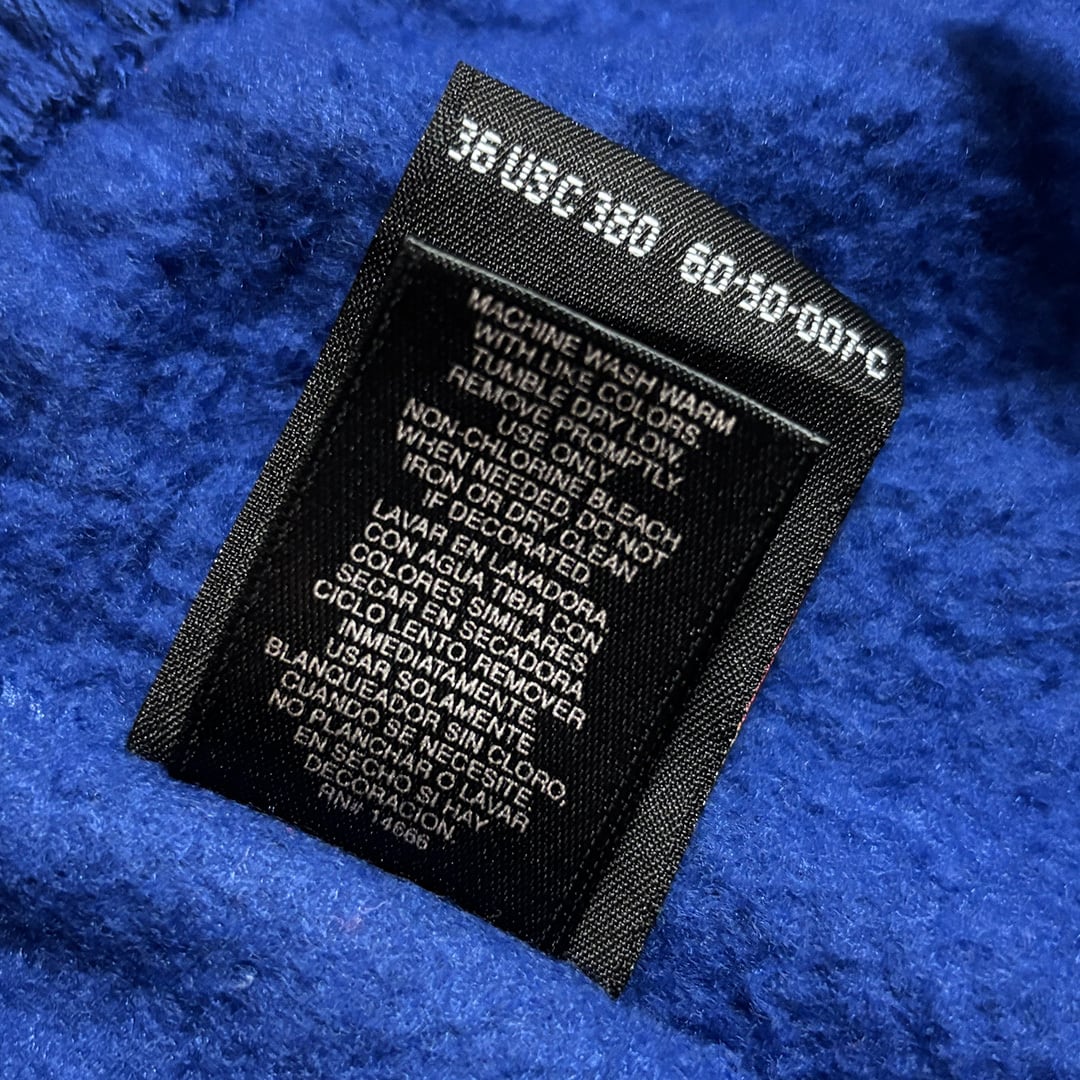 36 USC 380 60-50-001-C
MACHINE WASH WARM
WITH LIKE COLORS.
TUMBLE DRY LOW.
REMOVE PROMPTLY.
USE ONLY
NON-CHLORINE BLEACH
WHEN NEEDED, DO NOT
IRON OR DRY CLEAN
IF DECORATED.
LAVAR EN LAVADORA
CON AGUA TIBIA CON
COLORES SIMILARES.
SECAR EN SECADORA
CICLO LENTO, REMOVER
INMEDIATAMENTE.
USAR SOLAMENTE
BLANQUEADOR SIN CLORO,
CUANDO SE NECESITE.
NO PLANCHAR O LAVAR
EN SECHO SI HAY
DECORACION.
RN# 14666